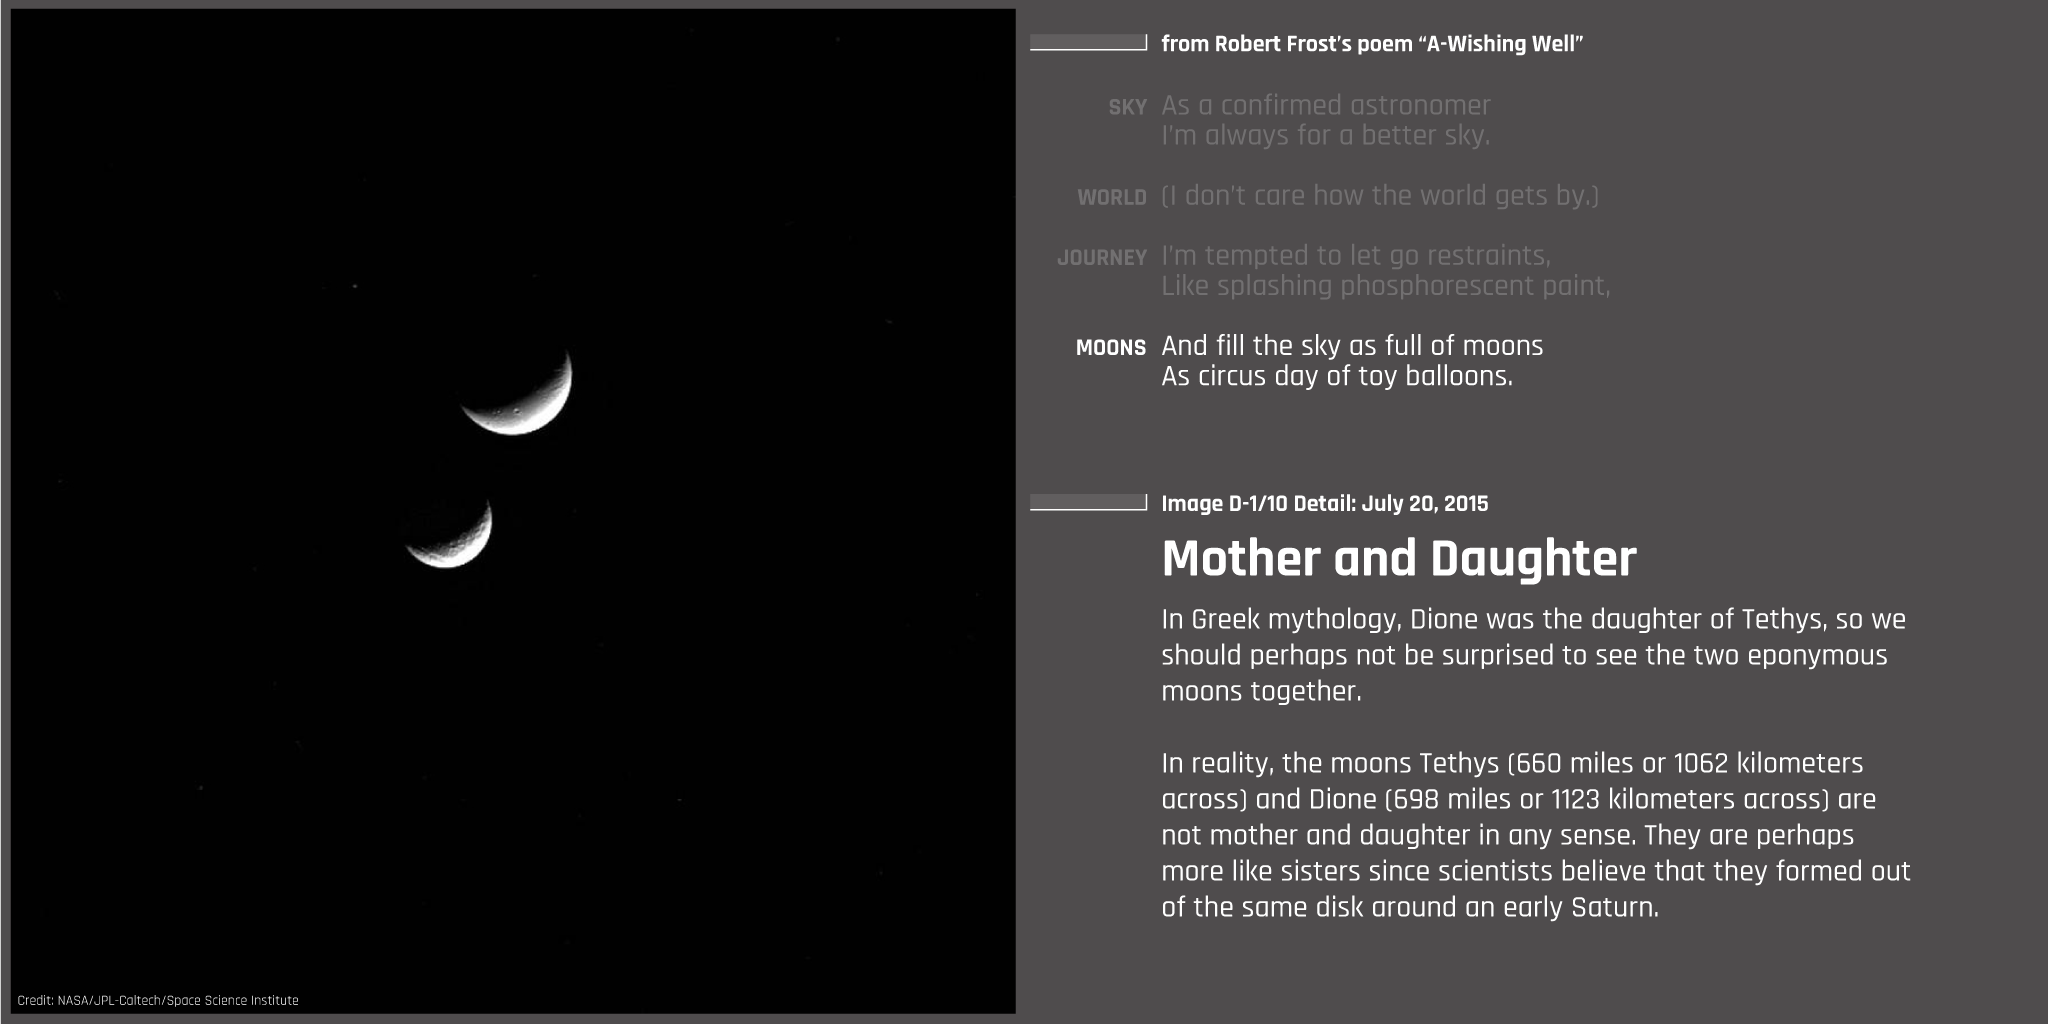 from Robert Frost's poem “A-Wishing Well”
SKY As a confirmed astronomer
I'm always for a better sky.
WORLD (I don't care how the world gets by.)
JOURNEY I'm tempted to let go restraints,
Like splashing phosphorescent paint,
MOONS And fill the sky as full of moons
As circus day of toy balloons.
Image D-1/10 Detail: July 20, 2015
Mother and Daughter
In Greek mythology, Dione was the daughter of Tethys, so we
should perhaps not be surprised to see the two eponymous
moons together.
In reality, the moons Tethys (660 miles or 1062 kilometers
across) and Dione (698 miles or 1123 kilometers across) are
not mother and daughter in any sense. They are perhaps
more like sisters since scientists believe that they formed out
of the same disk around an early Saturn.
Credit: NASA/JPL-Caltech/Space Science Institute